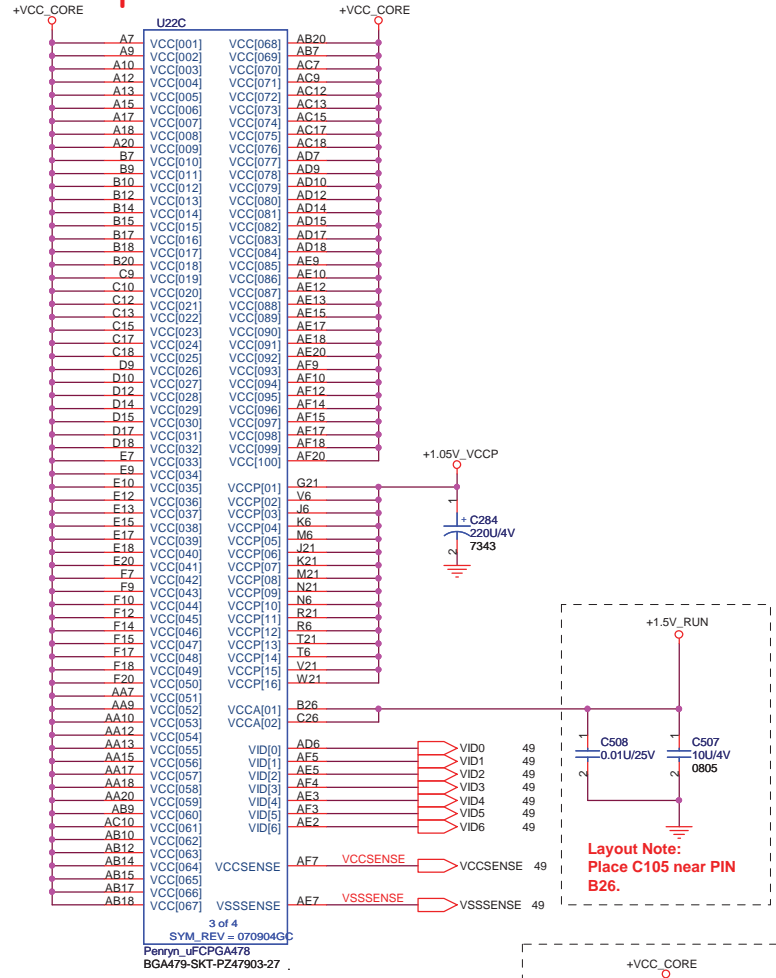 +VCC_CORE +VCC_CORE
U22C
A7 VCC[001] VCC[068] AB20
A9 VCC[002] VCC[069] AB7
A10 VCC[003] VCC[070] AC7
A12 VCC[004] VCC[071] AC9
A13 VCC[005] VCC[072] AC12
A15 VCC[006] VCC[073] AC13
A17 VCC[007] VCC[074] AC15
A18 VCC[008] VCC[075] AC17
A20 VCC[009] VCC[076] AC18
B7 VCC[010] VCC[077] AD7
B9 VCC[011] VCC[078] AD9
B10 VCC[012] VCC[079] AD10
B12 VCC[013] VCC[080] AD12
B14 VCC[014] VCC[081] AD14
B15 VCC[015] VCC[082] AD15
B17 VCC[016] VCC[083] AD17
B18 VCC[017] VCC[084] AD18
B20 VCC[018] VCC[085] AE9
C9 VCC[019] VCC[086] AE10
C10 VCC[020] VCC[087] AE12
C12 VCC[021] VCC[088] AE13
C13 VCC[022] VCC[089] AE15
C15 VCC[023] VCC[090] AE17
C17 VCC[024] VCC[091] AE18
C18 VCC[025] VCC[092] AE20
D9 VCC[026] VCC[093] AF9
D10 VCC[027] VCC[094] AF10
D12 VCC[028] VCC[095] AF12
D14 VCC[029] VCC[096] AF14
D15 VCC[030] VCC[097] AF15
D17 VCC[031] VCC[098] AF17
D18 VCC[032] VCC[099] AF18
E7 VCC[033] VCC[100] AF20
E9 VCC[034]
E10 VCC[035] VCCP[01] G21
E12 VCC[036] VCCP[02] V6
E13 VCC[037] VCCP[03] J6
E15 VCC[038] VCCP[04] K6
E17 VCC[039] VCCP[05] M6
E18 VCC[040] VCCP[06] J21
E20 VCC[041] VCCP[07] K21
F7 VCC[042] VCCP[08] M21
F9 VCC[043] VCCP[09] N21
F10 VCC[044] VCCP[10] N6
F12 VCC[045] VCCP[11] R21
F14 VCC[046] VCCP[12] R6
F15 VCC[047] VCCP[13] T21
F17 VCC[048] VCCP[14] T6
F18 VCC[049] VCCP[15] V21
F20 VCC[050] VCCP[16] W21
AA7 VCC[051]
AA9 VCC[052] VCCA[01] B26
AA10 VCC[053] VCCA[02] C26
AA12 VCC[054]
AA13 VCC[055] VID[0] AD6 VID0 49
AA15 VCC[056] VID[1] AF5 VID1 49
AA17 VCC[057] VID[2] AE5 VID2 49
AA18 VCC[058] VID[3] AF4 VID3 49
AA20 VCC[059] VID[4] AE3 VID4 49
AB9 VCC[060] VID[5] AF3 VID5 49
AC10 VCC[061] VID[6] AE2 VID6 49
AB10 VCC[062]
AB12 VCC[063]
AB14 VCC[064] VCCSENSE AF7 VCCSENSE VCCSENSE 49
AB15 VCC[065]
AB17 VCC[066]
AB18 VCC[067] VSSSENSE AE7 VSSSENSE VSSSENSE 49
3 of 4
SYM_REV = 070904GC
Penryn_uFCPGA478
BGA479-SKT-PZ47903-27 .
+1.05V_VCCP
1
+ C284
220U/4V
2 7343
+1.5V_RUN
1 1
C508 C507
0.01U/25V 10U/4V
2 2 0805
Layout Note:
Place C105 near PIN
B26.
+VCC_CORE